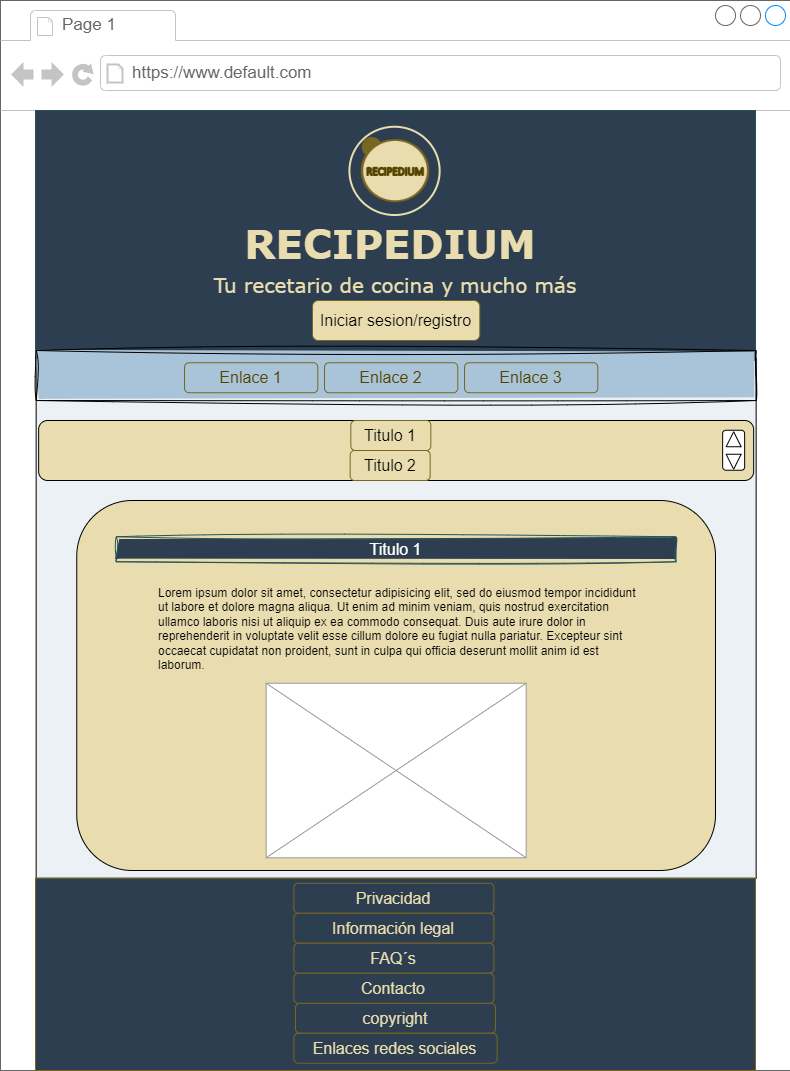 Page 1
https://www.default.com
RECIPEDIUM
RECIPEDIUM
Tu recetario de cocina y mucho más
Iniciar sesion/registro
Enlace 1
Enlace 2
Enlace 3
Titulo 1
Titulo 2
Titulo 1
Lorem ipsum dolor sit amet, consectetur adipisicing elit, sed do eiusmod tempor incididunt
ut labore et dolore magna aliqua. Ut enim ad minim veniam, quis nostrud exercitation
ullamco laboris nisi ut aliquip ex ea commodo consequat. Duis aute irure dolor in
reprehenderit in voluptate velit esse cillum dolore eu fugiat nulla pariatur. Excepteur sint
occaecat cupidatat non proident, sunt in culpa qui officia deserunt mollit anim id est
laborum.
Privacidad
Información legal
FAQ´s
Contacto
copyright
Enlaces redes sociales